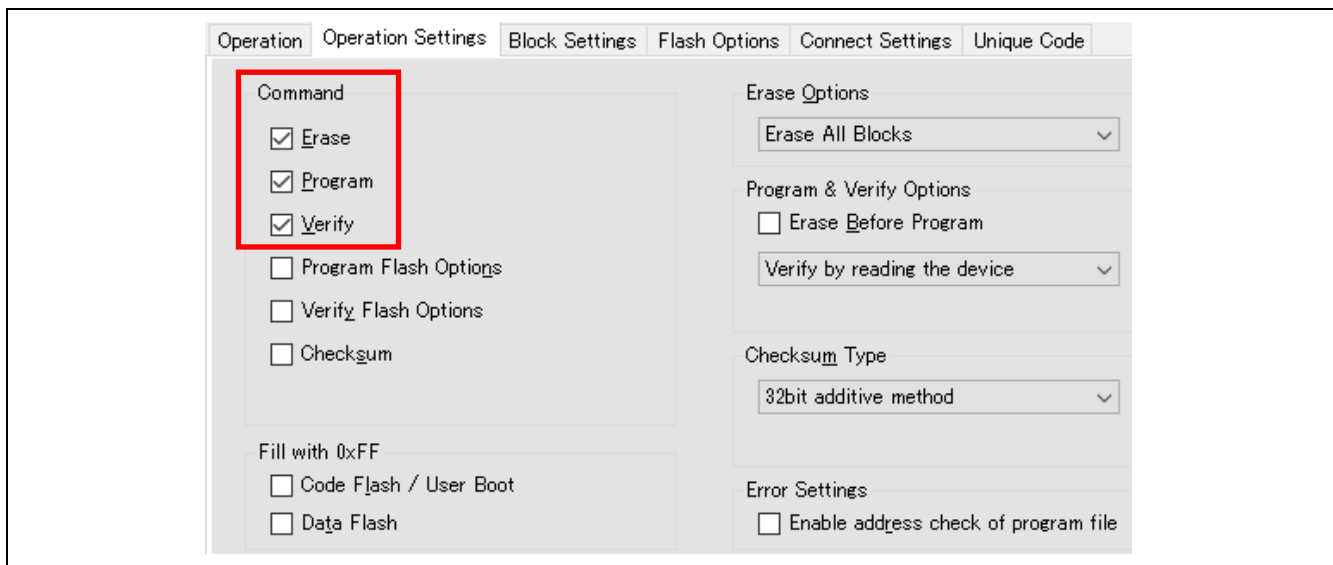 Operation Operation Settings Block Settings Flash Options Connect Settings Unique Code
Command
Erase
Program
Verify
Program Flash Options
Verify Flash Options
Checksum
Fill with 0xFF
Code Flash / User Boot
Data Flash
Erase Options
Erase All Blocks
Program & Verify Options
Erase Before Program
Verify by reading the device
Checksum Type
32bit additive method
Error Settings
Enable address check of program file